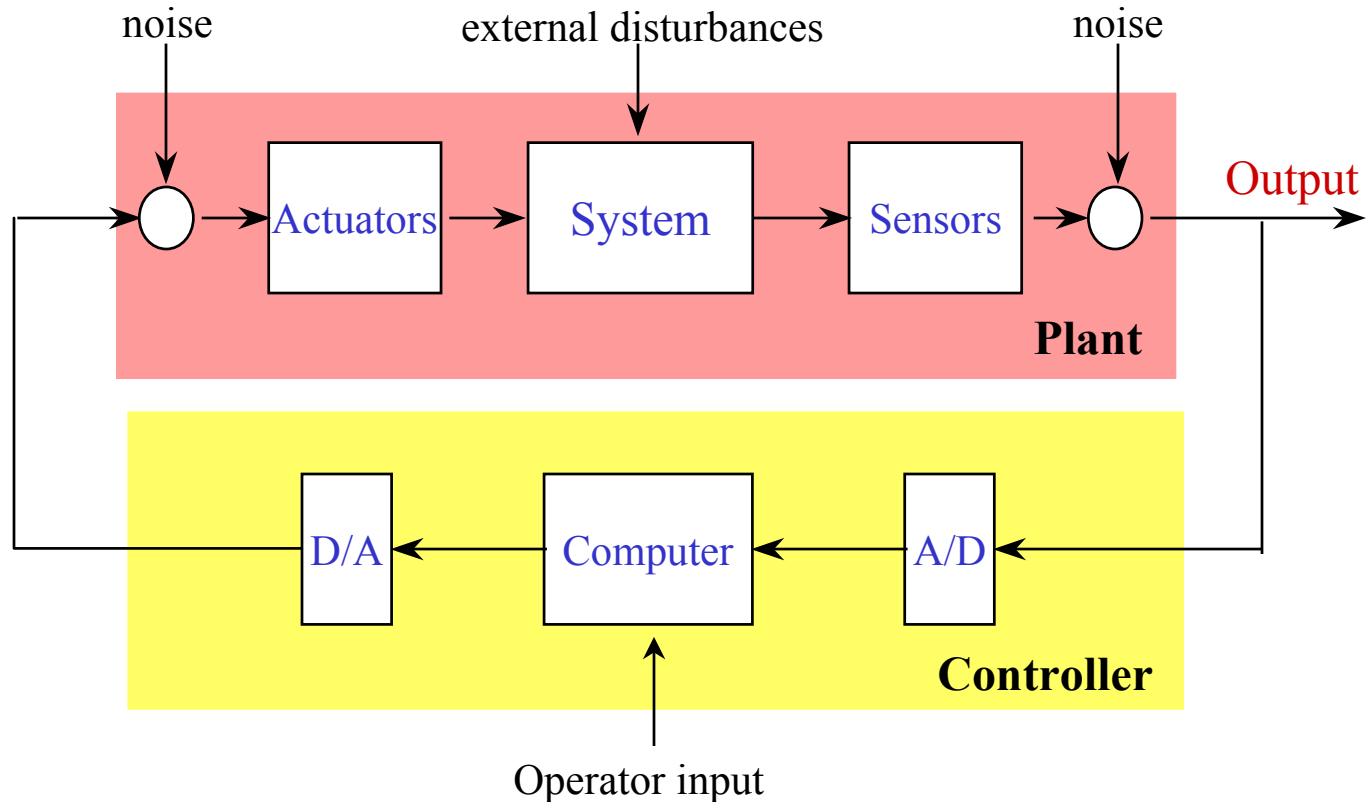 noise
external disturbances
noise
Actuators
System
Sensors
Output
Plant
D/A
Computer
A/D
Controller
Operator input